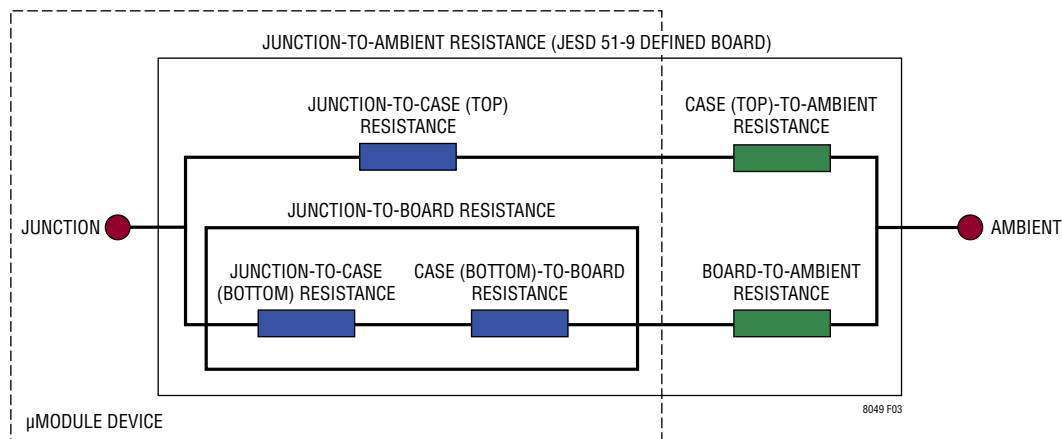 JUNCTION-TO-AMBIENT RESISTANCE (JESD 51-9 DEFINED BOARD)
JUNCTION-TO-CASE (TOP)
RESISTANCE
CASE (TOP)-TO-AMBIENT
RESISTANCE
JUNCTION-TO-BOARD RESISTANCE
JUNCTION
AMBIENT
JUNCTION-TO-CASE
(BOTTOM) RESISTANCE
CASE (BOTTOM)-TO-BOARD
RESISTANCE
BOARD-TO-AMBIENT
RESISTANCE
8049 F03
µMODULE DEVICE